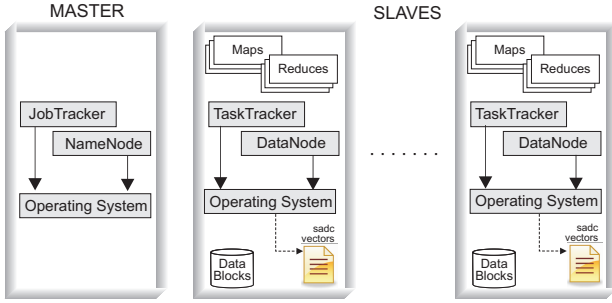 MASTER
SLAVES
JobTracker
NameNode
Operating System
Maps
Reduces
TaskTracker
DataNode
Operating System
sadc
vectors
Data
Blocks
. . . . . . .
Maps
Reduces
TaskTracker
DataNode
Operating System
sadc
vectors
Data
Blocks